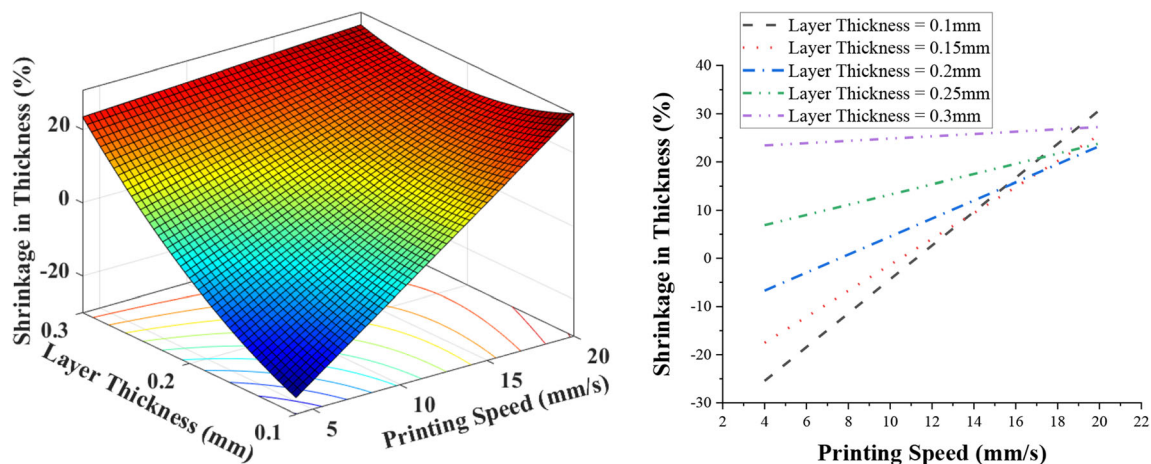 Shrinkage in Thickness (%)
20
0
-20
0.3
0.2
0.1
Layer Thickness (mm)
5
10
15
20
Printing Speed (mm/s)
Layer Thickness = 0.1mm
Layer Thickness = 0.15mm
Layer Thickness = 0.2mm
Layer Thickness = 0.25mm
Layer Thickness = 0.3mm
Shrinkage in Thickness (%)
40
30
20
10
0
-10
-20
-30
2 4 6 8 10 12 14 16 18 20 22
Printing Speed (mm/s)